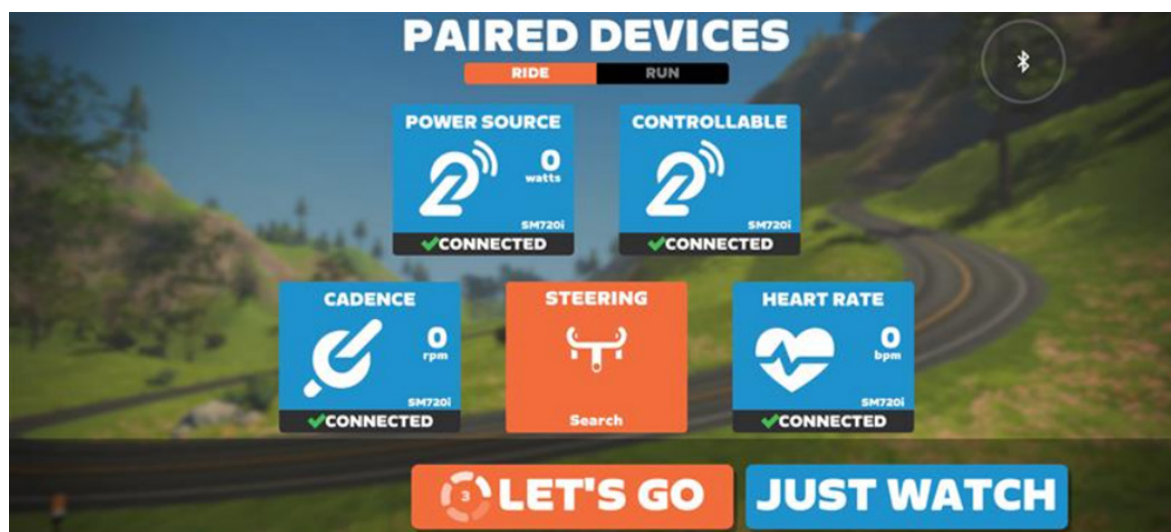 PAIRED DEVICES
RIDE RUN
POWER SOURCE
0
watts
SM720i
CONNECTED
CONTROLLABLE
SM720i
CONNECTED
CADENCE
0
rpm
SM720i
CONNECTED
STEERING
Search
HEART RATE
0
bpm
SM720i
CONNECTED
3 LET'S GO
JUST WATCH